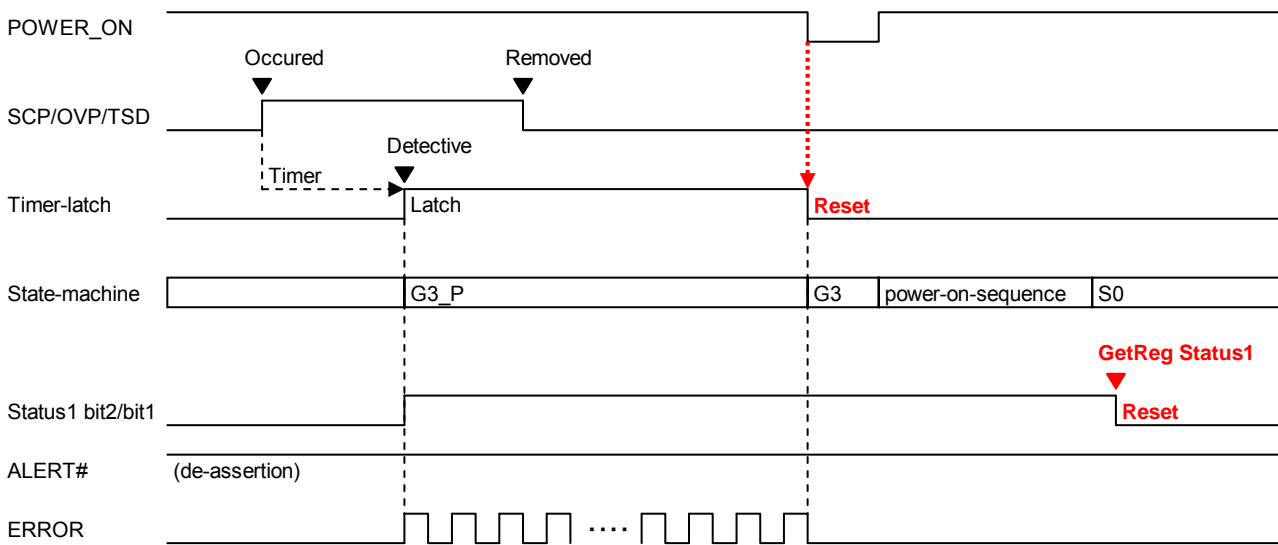 POWER_ON
Occured Removed
SCP/OVP/TSD
Detective
Timer
Timer-latch Latch Reset
State-machine G3_P G3 power-on-sequence S0
GetReg Status1
Status1 bit2/bit1 Reset
ALERT# (de-assertion)
ERROR ....